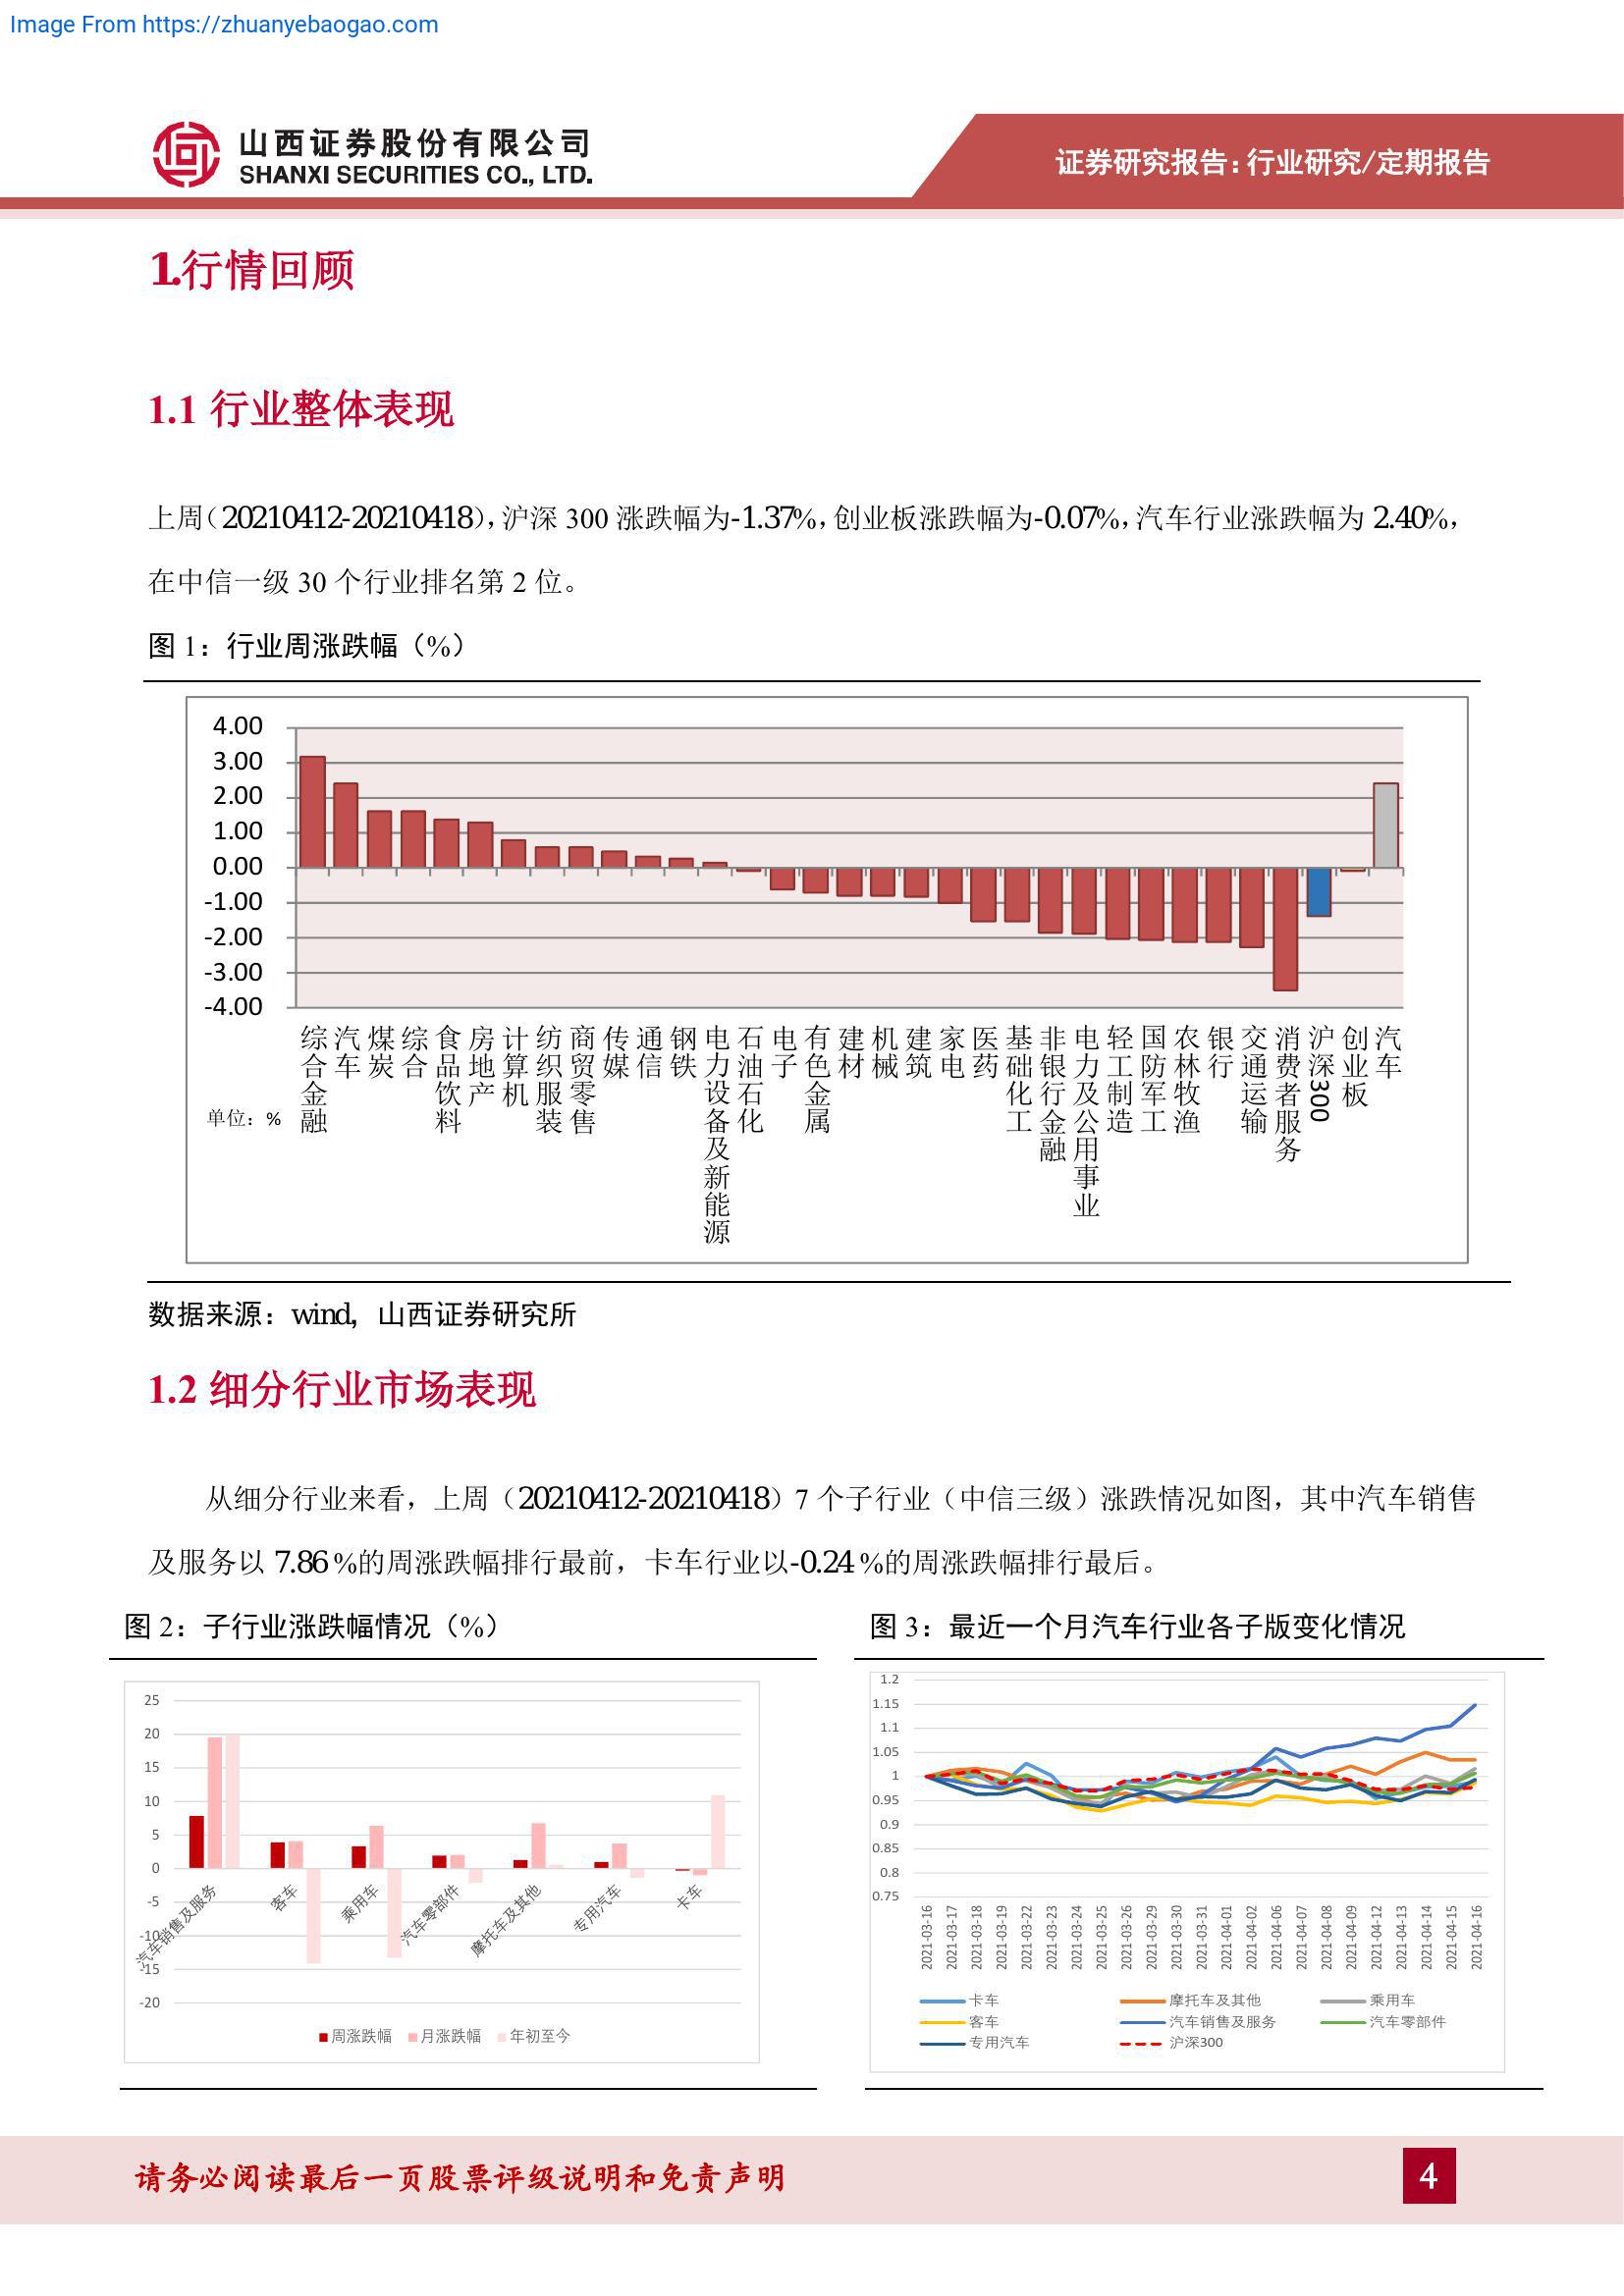 Image From https://zhuanyebaogao.com
山西证券股份有限公司
SHANXI SECURITIES CO., LTD.
证券研究报告:行业研究/定期报告
1.行情回顾
1.1 行业整体表现
上周（20210412-20210418），沪深 300 涨跌幅为-1.37%，创业板涨跌幅为-0.07%，汽车行业涨跌幅为 2.40%，
在中信一级 30 个行业排名第 2 位。
图 1：行业周涨跌幅（%）
4.00
3.00
2.00
1.00
0.00
-1.00
-2.00
-3.00
-4.00
单位：%
综合金融
汽车
煤炭
综合
食品饮料
房地产
计算机
纺织服装
商贸零售
传媒
通信
钢铁
电力设备及新能源
石油石化
电子
有色金属
建材
机械
建筑
家电
医药
基础化工
非银行金融
电力及公用事业
轻工制造
国防军工
农林牧渔
银行
交通运输
消费者服务
沪深300
创业板
汽车
数据来源：wind，山西证券研究所
1.2 细分行业市场表现
从细分行业来看，上周（20210412-20210418）7 个子行业（中信三级）涨跌情况如图，其中汽车销售
及服务以 7.86 %的周涨跌幅排行最前，卡车行业以-0.24 %的周涨跌幅排行最后。
图 2：子行业涨跌幅情况（%）
25
20
15
10
5
0
-5
-10
-15
-20
汽车销售及服务
客车
乘用车
汽车零部件
摩托车及其他
专用汽车
卡车
周涨跌幅 月涨跌幅 年初至今
图 3：最近一个月汽车行业各子版变化情况
1.2
1.15
1.1
1.05
1
0.95
0.9
0.85
0.8
0.75
2021-03-16
2021-03-17
2021-03-18
2021-03-19
2021-03-22
2021-03-23
2021-03-24
2021-03-25
2021-03-26
2021-03-29
2021-03-30
2021-03-31
2021-04-01
2021-04-02
2021-04-06
2021-04-07
2021-04-08
2021-04-09
2021-04-12
2021-04-13
2021-04-14
2021-04-15
2021-04-16
卡车 摩托车及其他 乘用车
客车 汽车销售及服务 汽车零部件
专用汽车 沪深300
请务必阅读最后一页股票评级说明和免责声明
4